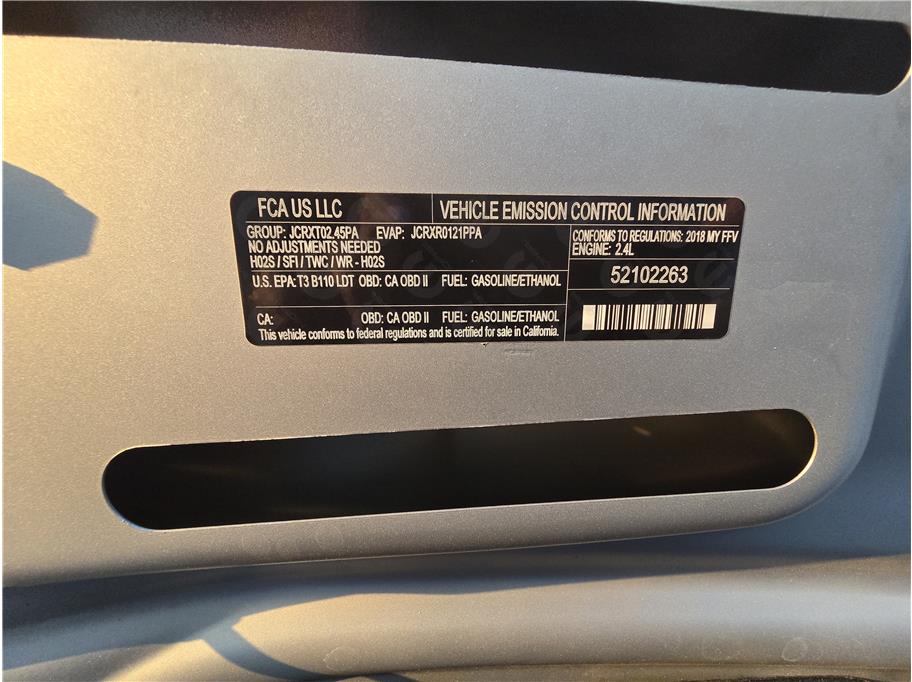 FCA US LLC
VEHICLE EMISSION CONTROL INFORMATION
GROUP: JCRXT02.45PA EVAP: JCRXR0121PPA
NO ADJUSTMENTS NEEDED
H02S / SFI / TWC / WR - H02S
CONFORMS TO REGULATIONS: 2018 MY FFV
ENGINE: 2.4L
U.S. EPA: T3 B110 LDT OBD: CA OBD II FUEL: GASOLINE/ETHANOL
52102263
CA: OBD: CA OBD II FUEL: GASOLINE/ETHANOL
This vehicle conforms to federal regulations and is certified for sale in California.